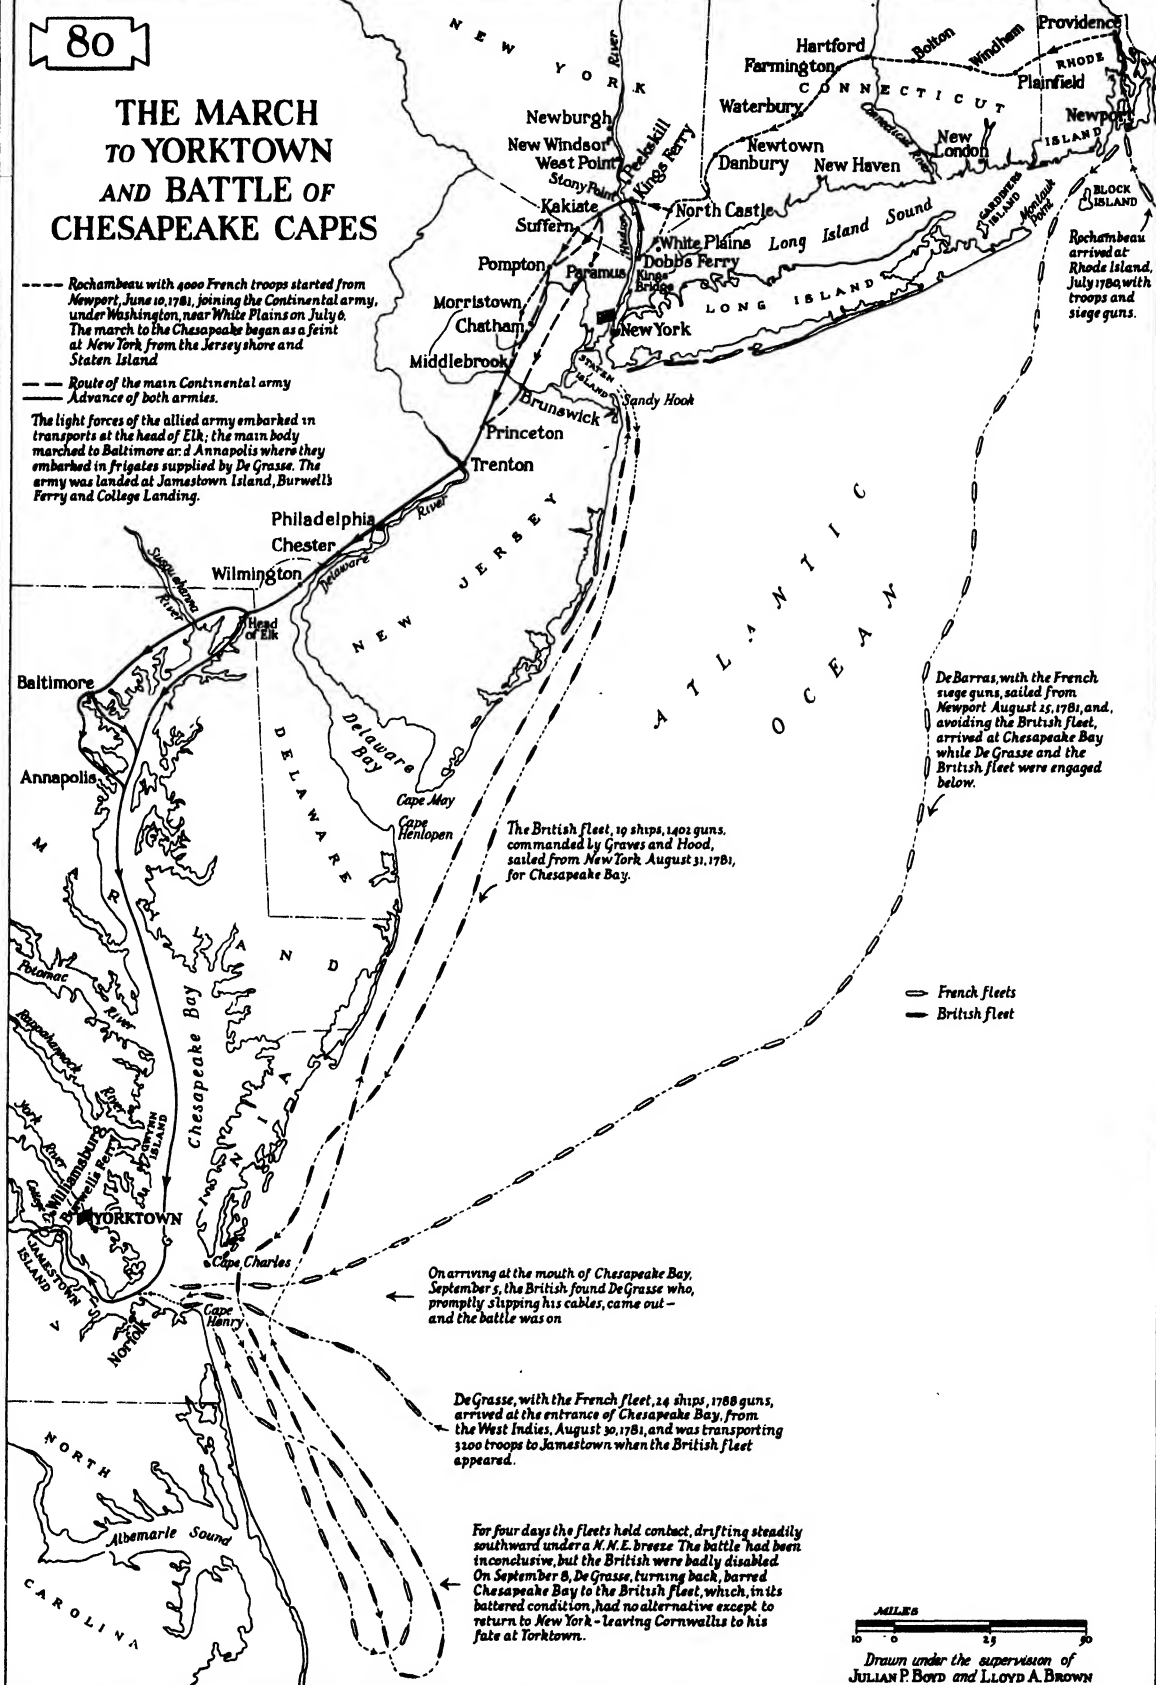 80
THE MARCH
TO YORKTOWN
AND BATTLE OF
CHESAPEAKE CAPES
Rochambeau with 4000 French troops started from
Newport, June 10, 1781, joining the Continental army,
under Washington, near White Plains on July 6.
The march to the Chesapeake began as a feint
at New York from the Jersey shore and
Staten Island
Route of the main Continental army
Advance of both armies.
The light forces of the allied army embarked in
transports at the head of Elk; the main body
marched to Baltimore and Annapolis where they
embarked in frigates supplied by De Grasse. The
army was landed at Jamestown Island, Burwell's
Ferry and College Landing.
NEW YORK
River
Newburgh
New Windsor
West Point
Stony Point
Peekskill
Kings Ferry
Kakiate
Suffern
Hudson
Pompton
Paramus
Morristown
Chatham
Middlebrook
Brunswick
Princeton
Trenton
Hartford
Farmington
Bolton
Windham
Providence
RHODE
Plainfield
CONNECTICUT
Waterbury
Connecticut River
Newport
ISLAND
New
London
Newtown
Danbury
New Haven
North Castle
White Plains
Dobbs Ferry
Kings
Bridge
Long Island Sound
LONG ISLAND
GARDINERS
ISLAND
Montauk
Point
BLOCK
ISLAND
Rochambeau
arrived at
Rhode Island,
July 1780, with
troops and
siege guns.
New York
STATEN
ISLAND
Sandy Hook
Philadelphia
Chester
Wilmington
Delaware
River
NEW JERSEY
ATLANTIC
OCEAN
Susquehanna
River
Head
of Elk
Baltimore
Annapolis
DELAWARE
Delaware
Bay
Cape May
Cape
Henlopen
De Barras, with the French
siege guns, sailed from
Newport August 25, 1781, and,
avoiding the British fleet,
arrived at Chesapeake Bay
while De Grasse and the
British fleet were engaged
below.
The British fleet, 19 ships, 1402 guns,
commanded by Graves and Hood,
sailed from New York August 31, 1781,
for Chesapeake Bay.
MARYLAND
Potomac
River
Rappahannock
River
York
River
Chesapeake Bay
GWYNN
ISLAND
Williamsburg
Burwells Ferry
College
YORKTOWN
JAMESTOWN
ISLAND
V
I
N
I
A
Cape Charles
Cape
Henry
Norfolk
French fleets
British fleet
On arriving at the mouth of Chesapeake Bay,
September 5, the British found De Grasse who,
promptly slipping his cables, came out –
and the battle was on
De Grasse, with the French fleet, 24 ships, 1788 guns,
arrived at the entrance of Chesapeake Bay, from
the West Indies, August 30, 1781, and was transporting
3200 troops to Jamestown when the British fleet
appeared.
For four days the fleets held contact, drifting steadily
southward under a N.N.E. breeze The battle had been
inconclusive, but the British were badly disabled
On September 8, De Grasse, turning back, barred
Chesapeake Bay to the British fleet, which, in its
battered condition, had no alternative except to
return to New York – leaving Cornwallis to his
fate at Yorktown.
NORTH
CAROLINA
Albemarle Sound
MILES
10 0 25 50
Drawn under the supervision of
JULIAN P. BOYD and LLOYD A. BROWN